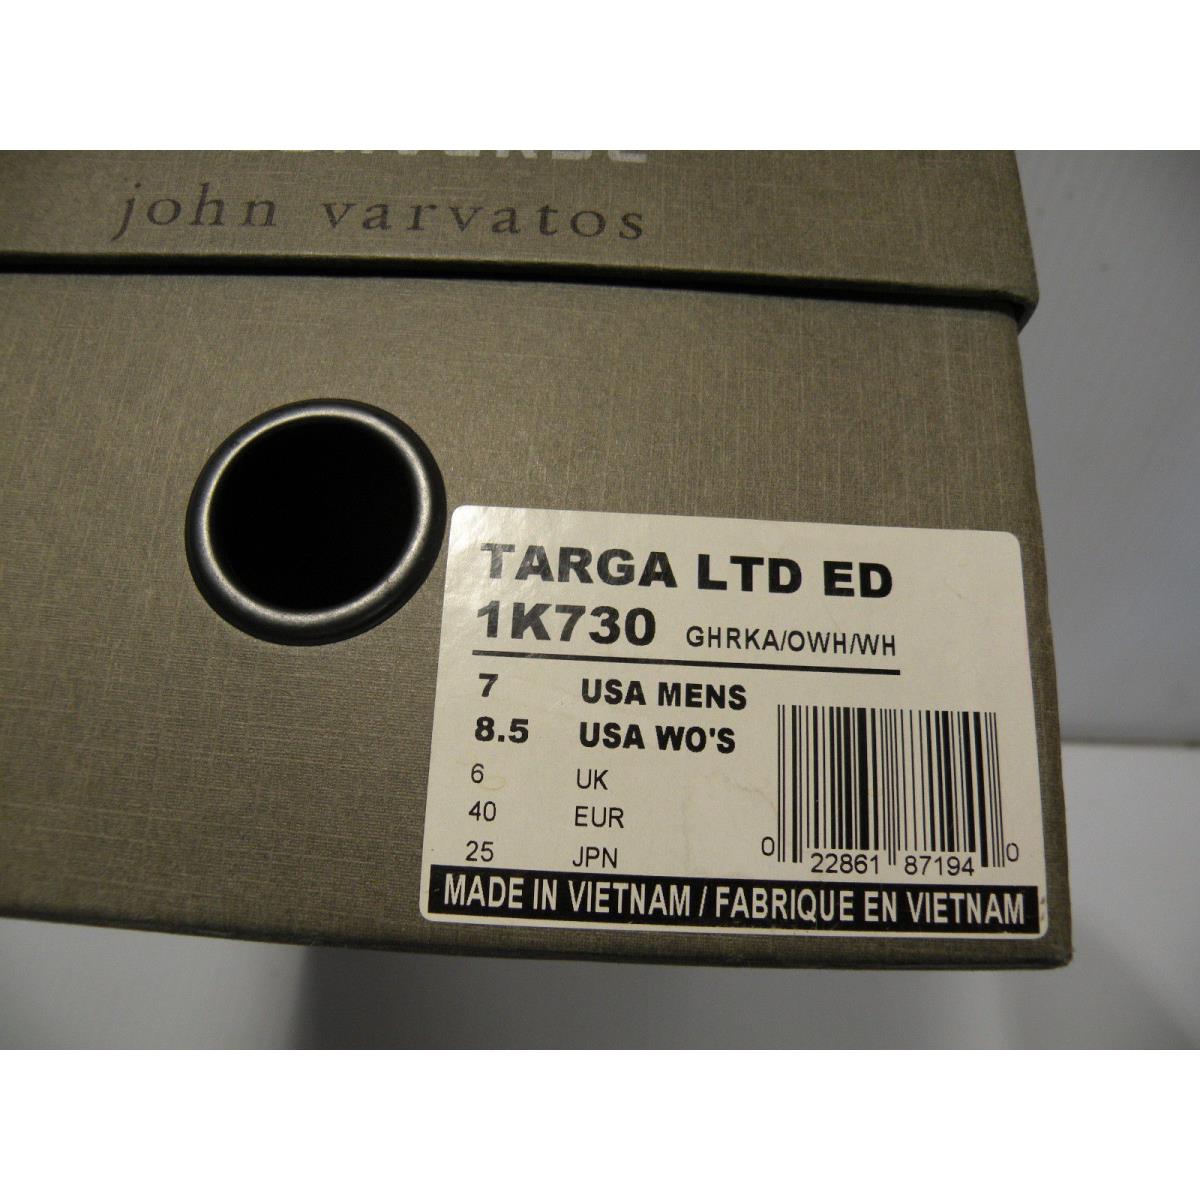 john varvatos
TARGA LTD ED
1K730 GHRKA/OWH/WH
7 USA MENS
8.5 USA WO'S
6 UK
40 EUR
25 JPN
0 22861 87194 0
MADE IN VIETNAM / FABRIQUE EN VIETNAM